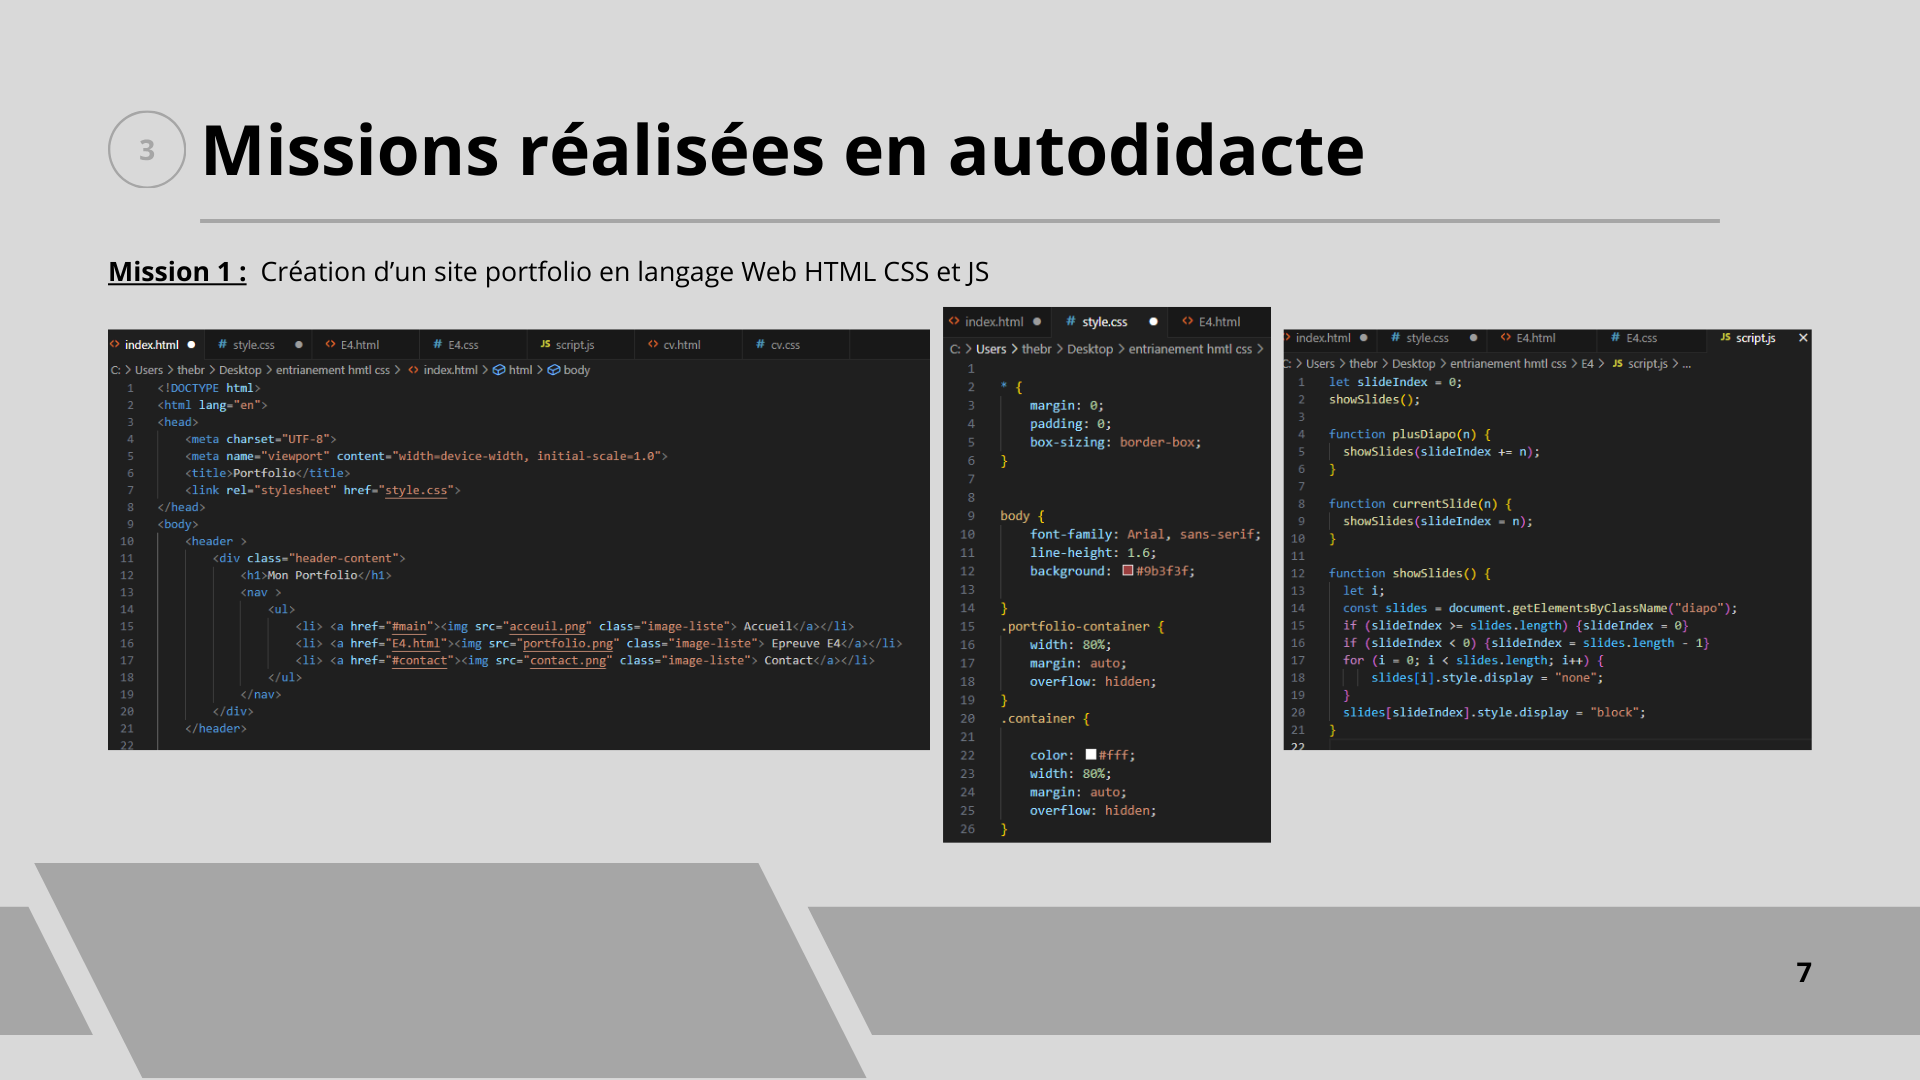 3
Missions réalisées en autodidacte
Mission 1 : Création d’un site portfolio en langage Web HTML CSS et JS
index.html ● # style.css ● <> E4.html # E4.css JS script.js <> cv.html # cv.css
C: > Users > thebr > Desktop > entrianement hmtl css > <> index.html > html > body
1 <!DOCTYPE html>
2 <html lang="en">
3 <head>
4 <meta charset="UTF-8">
5 <meta name="viewport" content="width=device-width, initial-scale=1.0">
6 <title>Portfolio</title>
7 <link rel="stylesheet" href="style.css">
8 </head>
9 <body>
10 <header >
11 <div class="header-content">
12 <h1>Mon Portfolio</h1>
13 <nav >
14 <ul>
15 <li> <a href="#main"><img src="acceuil.png" class="image-liste"> Accueil</a></li>
16 <li> <a href="E4.html"><img src="portfolio.png" class="image-liste"> Epreuve E4</a></li>
17 <li> <a href="#contact"><img src="contact.png" class="image-liste"> Contact</a></li>
18 </ul>
19 </nav>
20 </div>
21 </header>
22
<> index.html ● # style.css ● <> E4.html
C: > Users > thebr > Desktop > entrianement hmtl css >
1
2 * {
3 margin: 0;
4 padding: 0;
5 box-sizing: border-box;
6 }
7
8
9 body {
10 font-family: Arial, sans-serif;
11 line-height: 1.6;
12 background: #9b3f3f;
13
14 }
15 .portfolio-container {
16 width: 80%;
17 margin: auto;
18 overflow: hidden;
19 }
20 .container {
21
22 color: #fff;
23 width: 80%;
24 margin: auto;
25 overflow: hidden;
26 }
index.html ● # style.css ● <> E4.html # E4.css JS script.js ×
C: > Users > thebr > Desktop > entrianement hmtl css > E4 > JS script.js > ...
1 let slideIndex = 0;
2 showSlides();
3
4 function plusDiapo(n) {
5 showSlides(slideIndex += n);
6 }
7
8 function currentSlide(n) {
9 showSlides(slideIndex = n);
10 }
11
12 function showSlides() {
13 let i;
14 const slides = document.getElementsByClassName("diapo");
15 if (slideIndex >= slides.length) {slideIndex = 0}
16 if (slideIndex < 0) {slideIndex = slides.length - 1}
17 for (i = 0; i < slides.length; i++) {
18 slides[i].style.display = "none";
19 }
20 slides[slideIndex].style.display = "block";
21 }
22
7